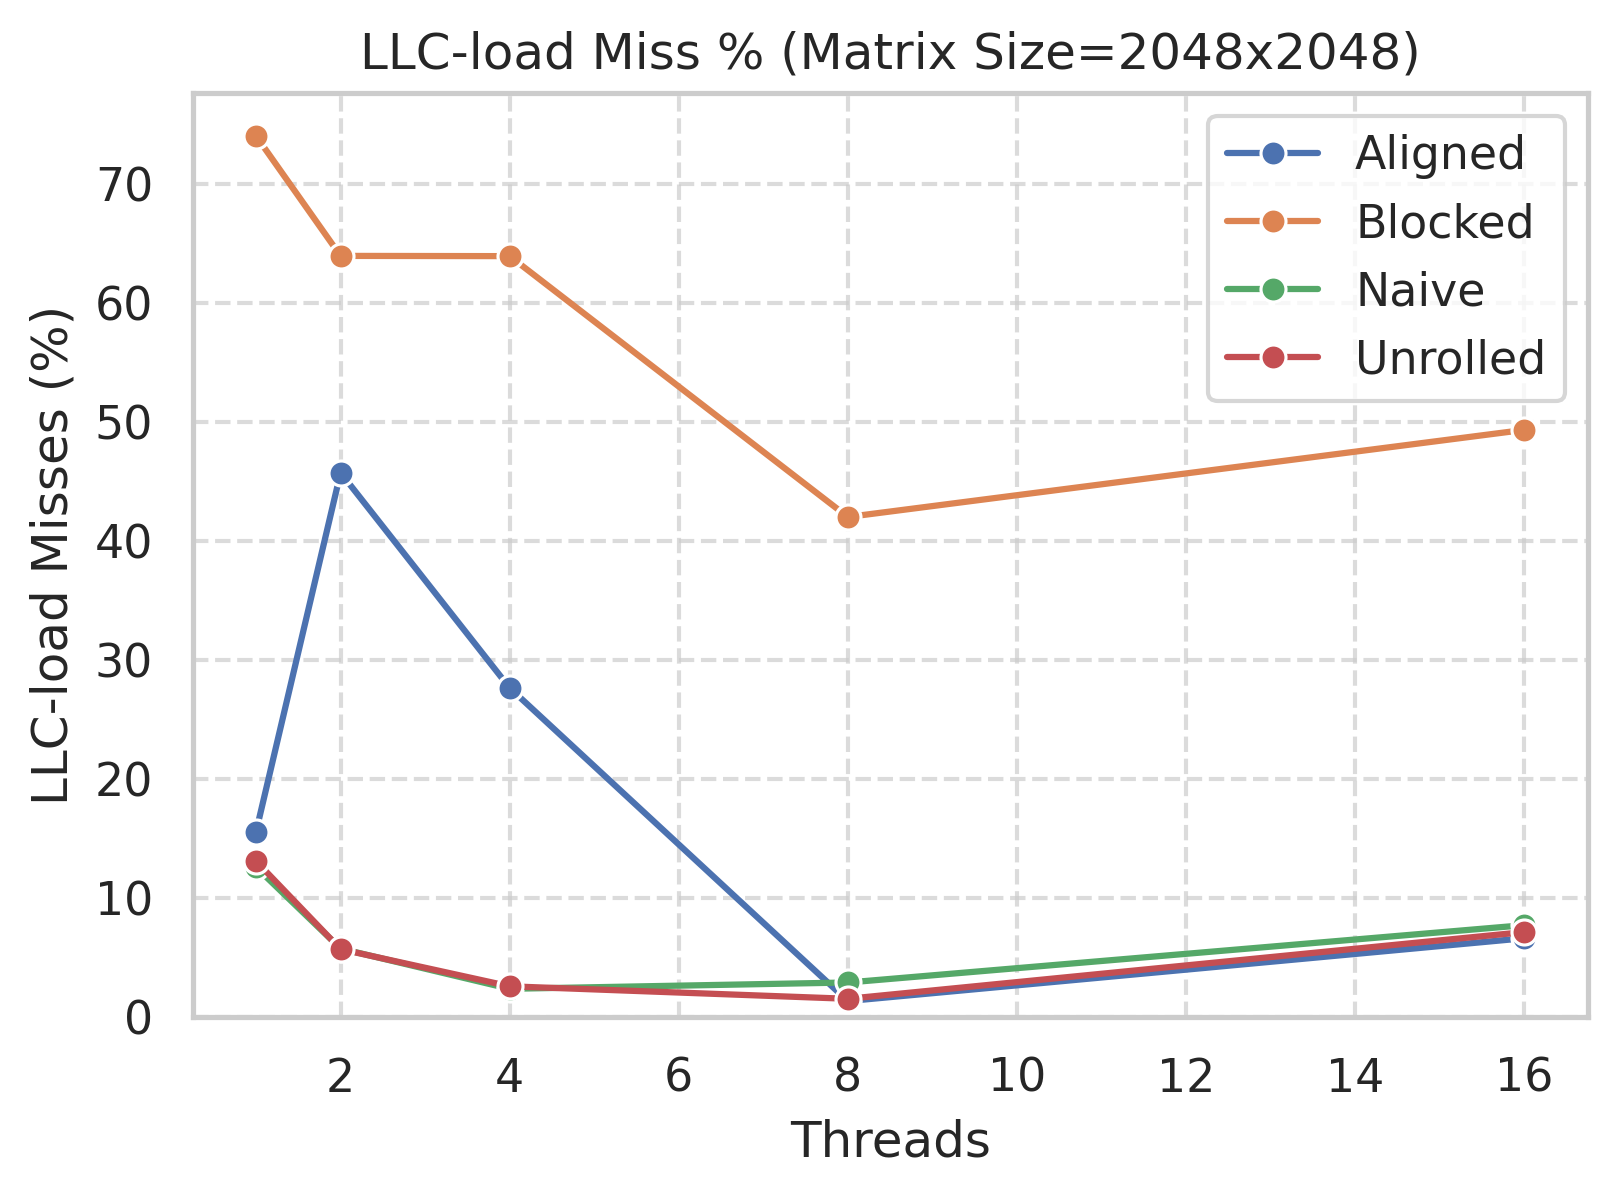 LLC-load Miss % (Matrix Size=2048x2048)
Aligned
Blocked
Naive
Unrolled
LLC-load Misses (%)
70
60
50
40
30
20
10
0
2 4 6 8 10 12 14 16
Threads